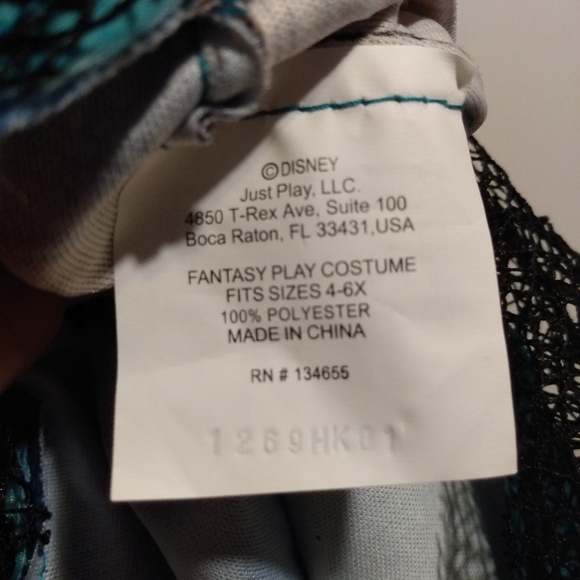 ©DISNEY
Just Play, LLC.
4850 T-Rex Ave, Suite 100
Boca Raton, FL 33431,USA
FANTASY PLAY COSTUME
FITS SIZES 4-6X
100% POLYESTER
MADE IN CHINA
RN # 134655
1269HK01